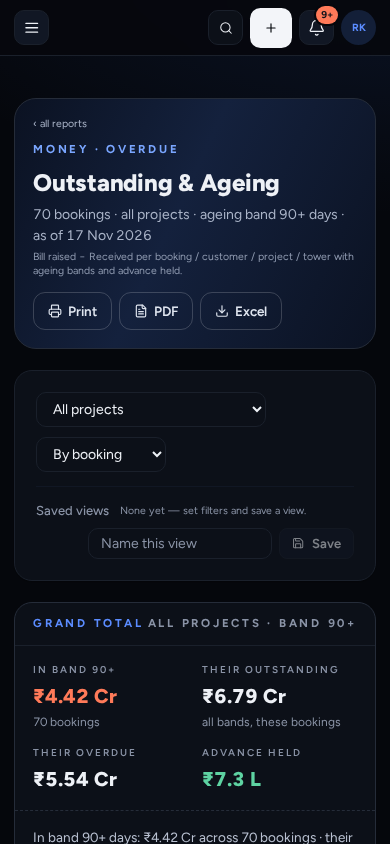 9+
RK
‹ all reports
MONEY · OVERDUE
Outstanding & Ageing
70 bookings · all projects · ageing band 90+ days ·
as of 17 Nov 2026
Bill raised − Received per booking / customer / project / tower with
ageing bands and advance held.
Print PDF Excel
All projects
By booking
Saved views None yet — set filters and save a view.
Name this view Save
GRAND TOTAL ALL PROJECTS · BAND 90+
IN BAND 90+ THEIR OUTSTANDING
₹4.42 Cr ₹6.79 Cr
70 bookings all bands, these bookings
THEIR OVERDUE ADVANCE HELD
₹5.54 Cr ₹7.3 L
In band 90+ days: ₹4.42 Cr across 70 bookings · their